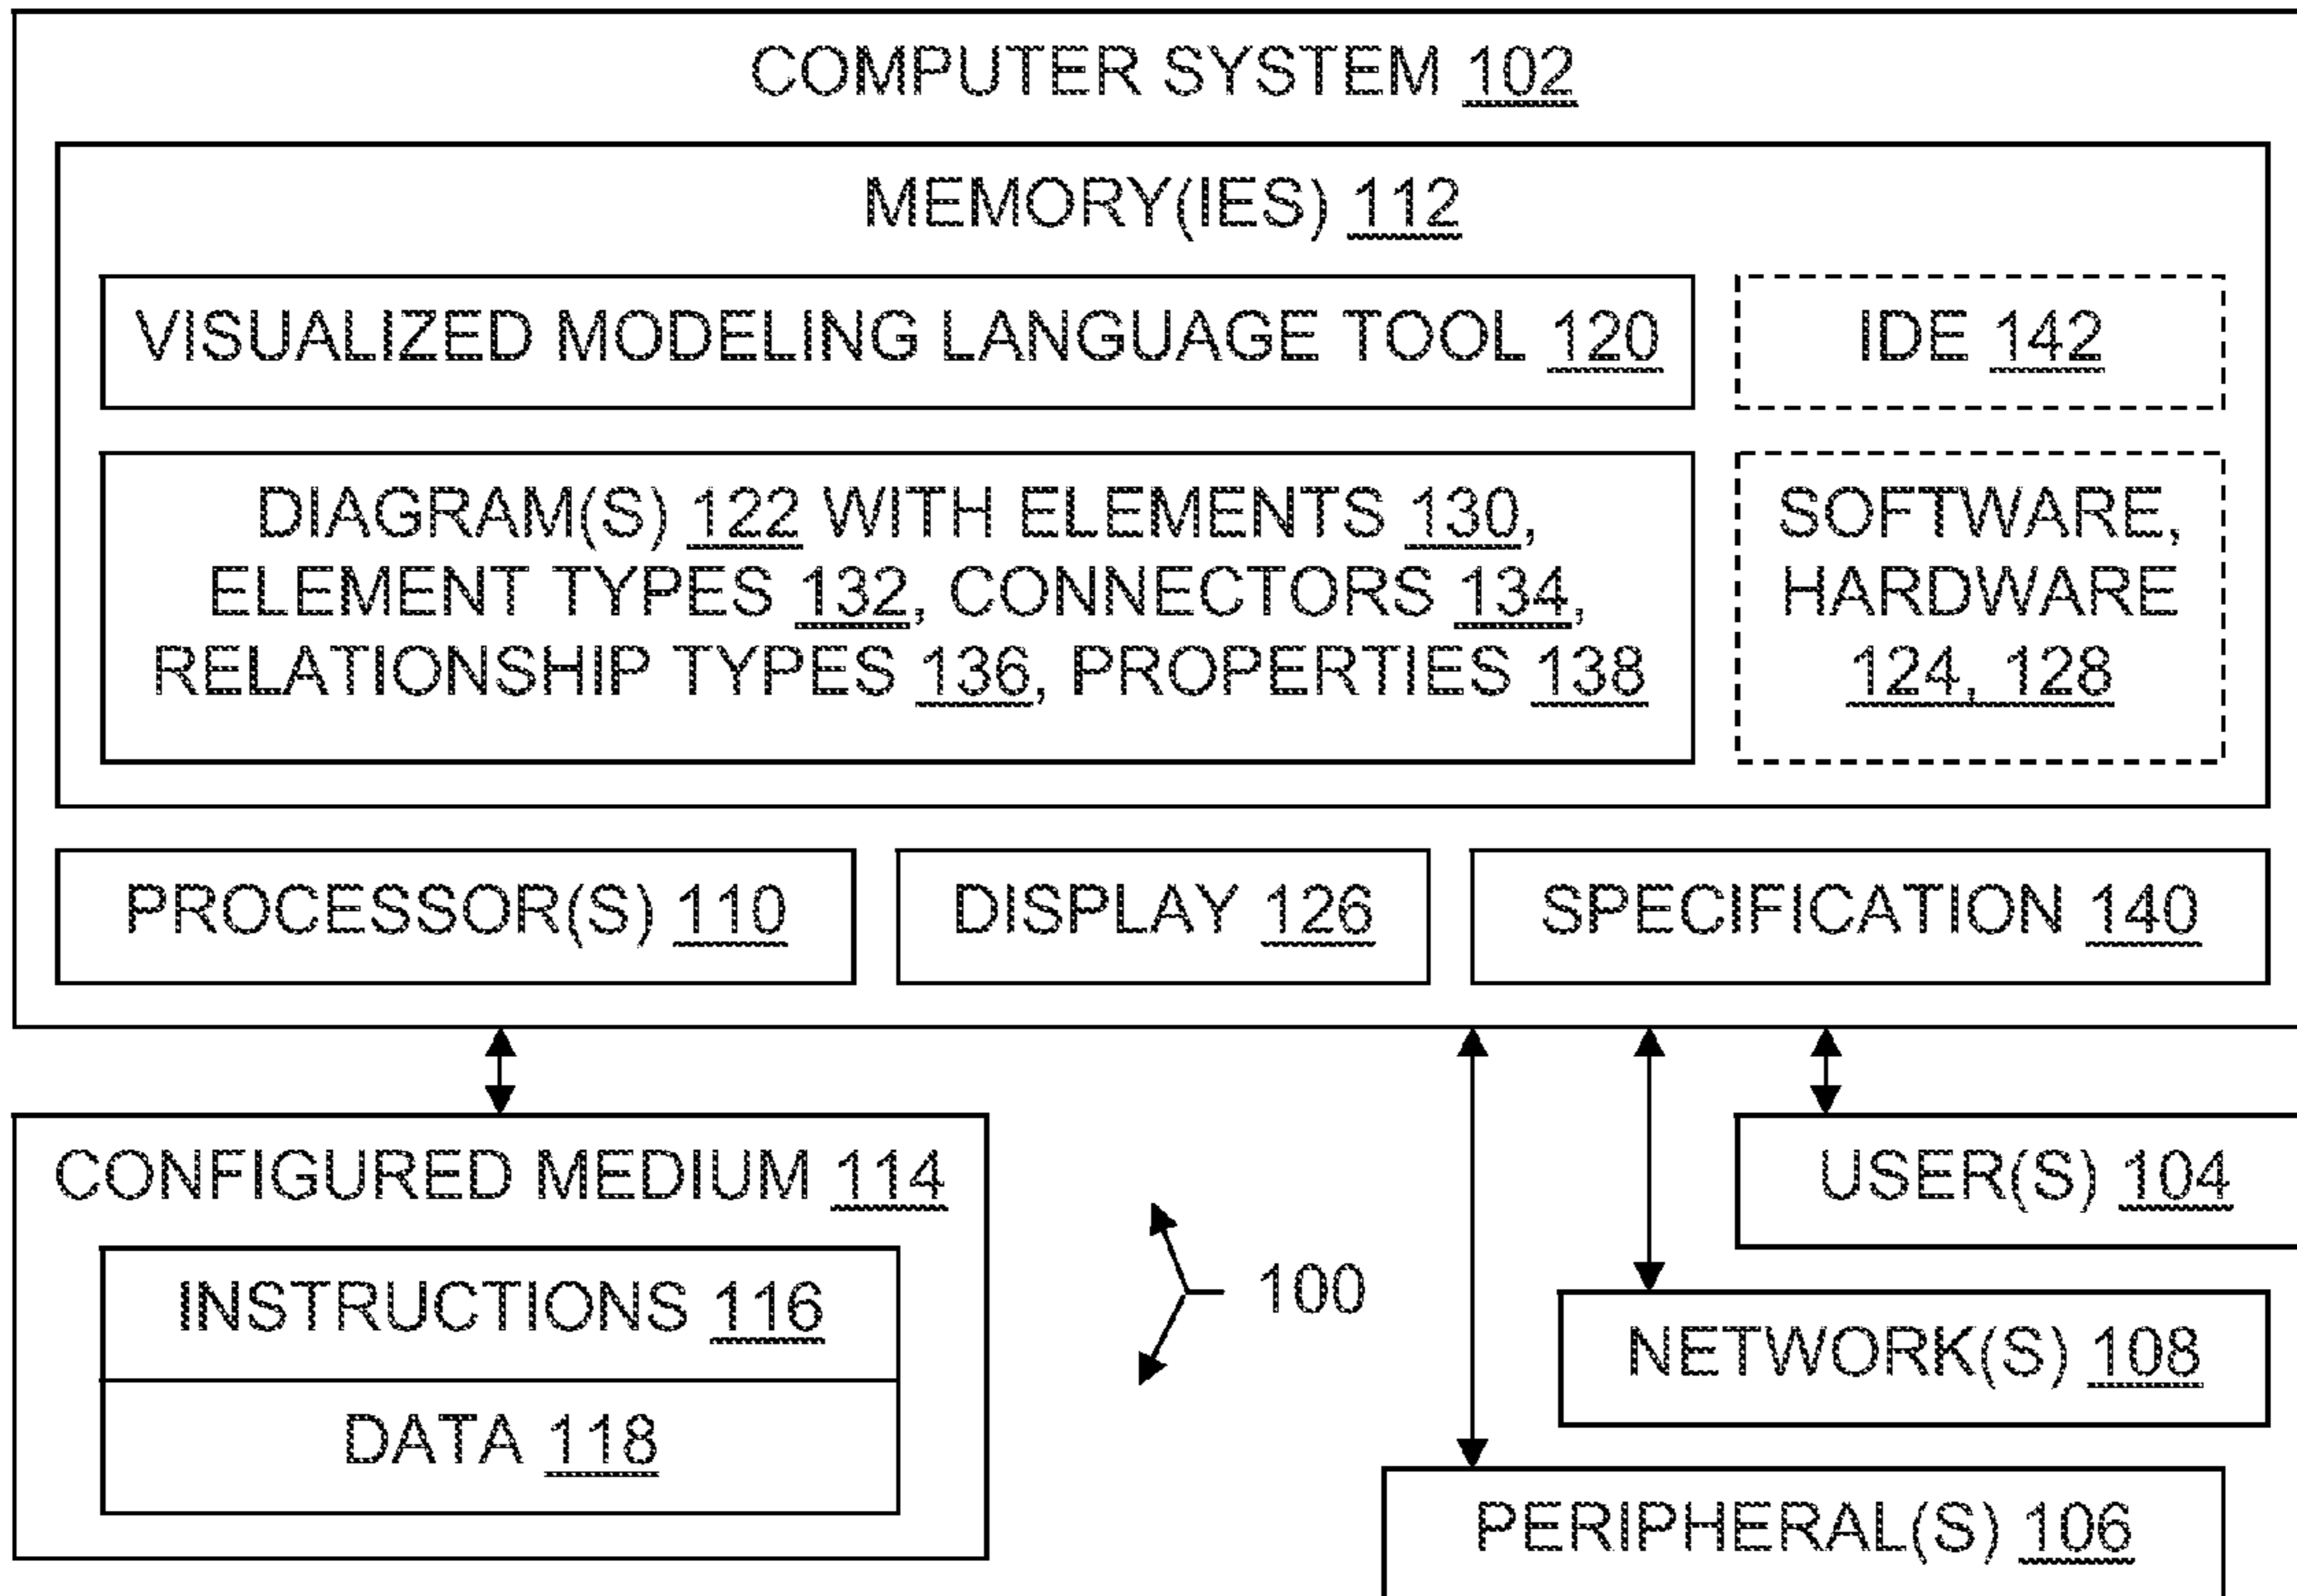 COMPUTER SYSTEM 102
MEMORY(IES) 112
VISUALIZED MODELING LANGUAGE TOOL 120
IDE 142
DIAGRAM(S) 122 WITH ELEMENTS 130,
ELEMENT TYPES 132, CONNECTORS 134,
RELATIONSHIP TYPES 136, PROPERTIES 138
SOFTWARE,
HARDWARE
124, 128
PROCESSOR(S) 110
DISPLAY 126
SPECIFICATION 140
CONFIGURED MEDIUM 114
INSTRUCTIONS 116
DATA 118
100
USER(S) 104
NETWORK(S) 108
PERIPHERAL(S) 106